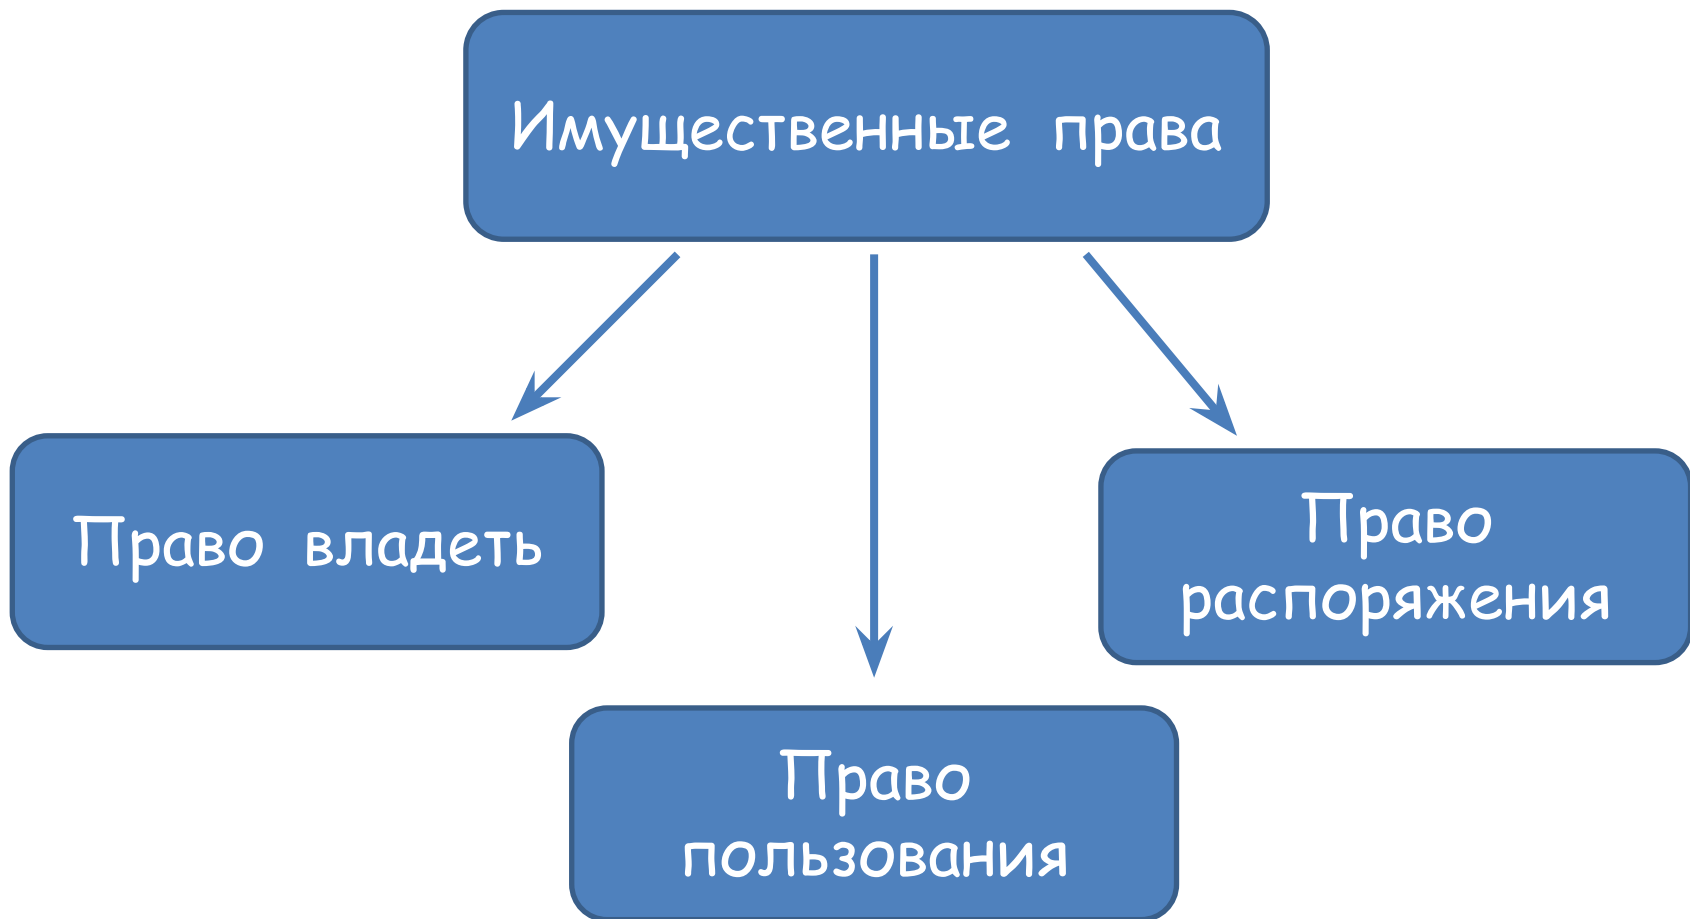 Имущественные права
Право владеть
Право
распоряжения
Право
пользования